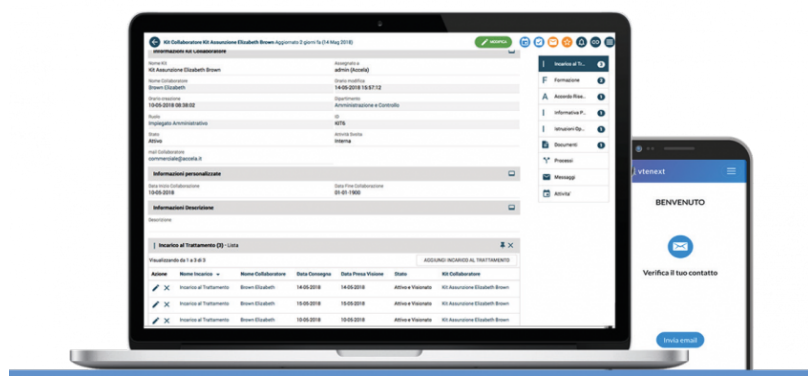 Kit Collaboratore Kit Assunzione Elizabeth Brown Aggiornato 2 giorni fa (14 Mag 2018)
MODIFICA
Informazioni Kit Collaboratore
Nome Kit
Assegnato a
Kit Assunzione Elizabeth Brown
admin (Accela)
Nome Collaboratore
Orario modifica
Brown Elizabeth
14-05-2018 15:57:12
Orario creazione
Dipartimento
10-05-2018 08:38:02
Amministrazione e Controllo
Ruolo
ID
Impiegato Amministrativo
KIT6
Stato
Attività Svolta
Attivo
Interna
mail Collaboratore
commerciale@accela.it
Informazioni personalizzate
Data Inizio Collaborazione
Data Fine Collaborazione
10-05-2018
01-01-1900
Informazioni Descrizione
Descrizione
I Incarico al Trattamento (3) - Lista
Visualizzando da 1 a 3 di 3
AGGIUNGI INCARICO AL TRATTAMENTO
Azione Nome Incarico Nome Collaboratore Data Consegna Data Presa Visione Stato Kit Collaboratore
Incarico al Trattamento Brown Elizabeth 14-05-2018 14-05-2018 Attivo e Visionato Kit Assunzione Elizabeth Brown
Incarico al Trattamento Brown Elizabeth 15-05-2018 15-05-2018 Attivo e Visionato Kit Assunzione Elizabeth Brown
Incarico al Trattamento Brown Elizabeth 10-05-2018 10-05-2018 Attivo e Visionato Kit Assunzione Elizabeth Brown
I Incarico al Tr...
F Formazione
A Accordo Rise...
I Informativa P...
I Istruzioni Op...
Documenti
Processi
Messaggi
Attivita'
vtenext
BENVENUTO
Verifica il tuo contatto
Invia email